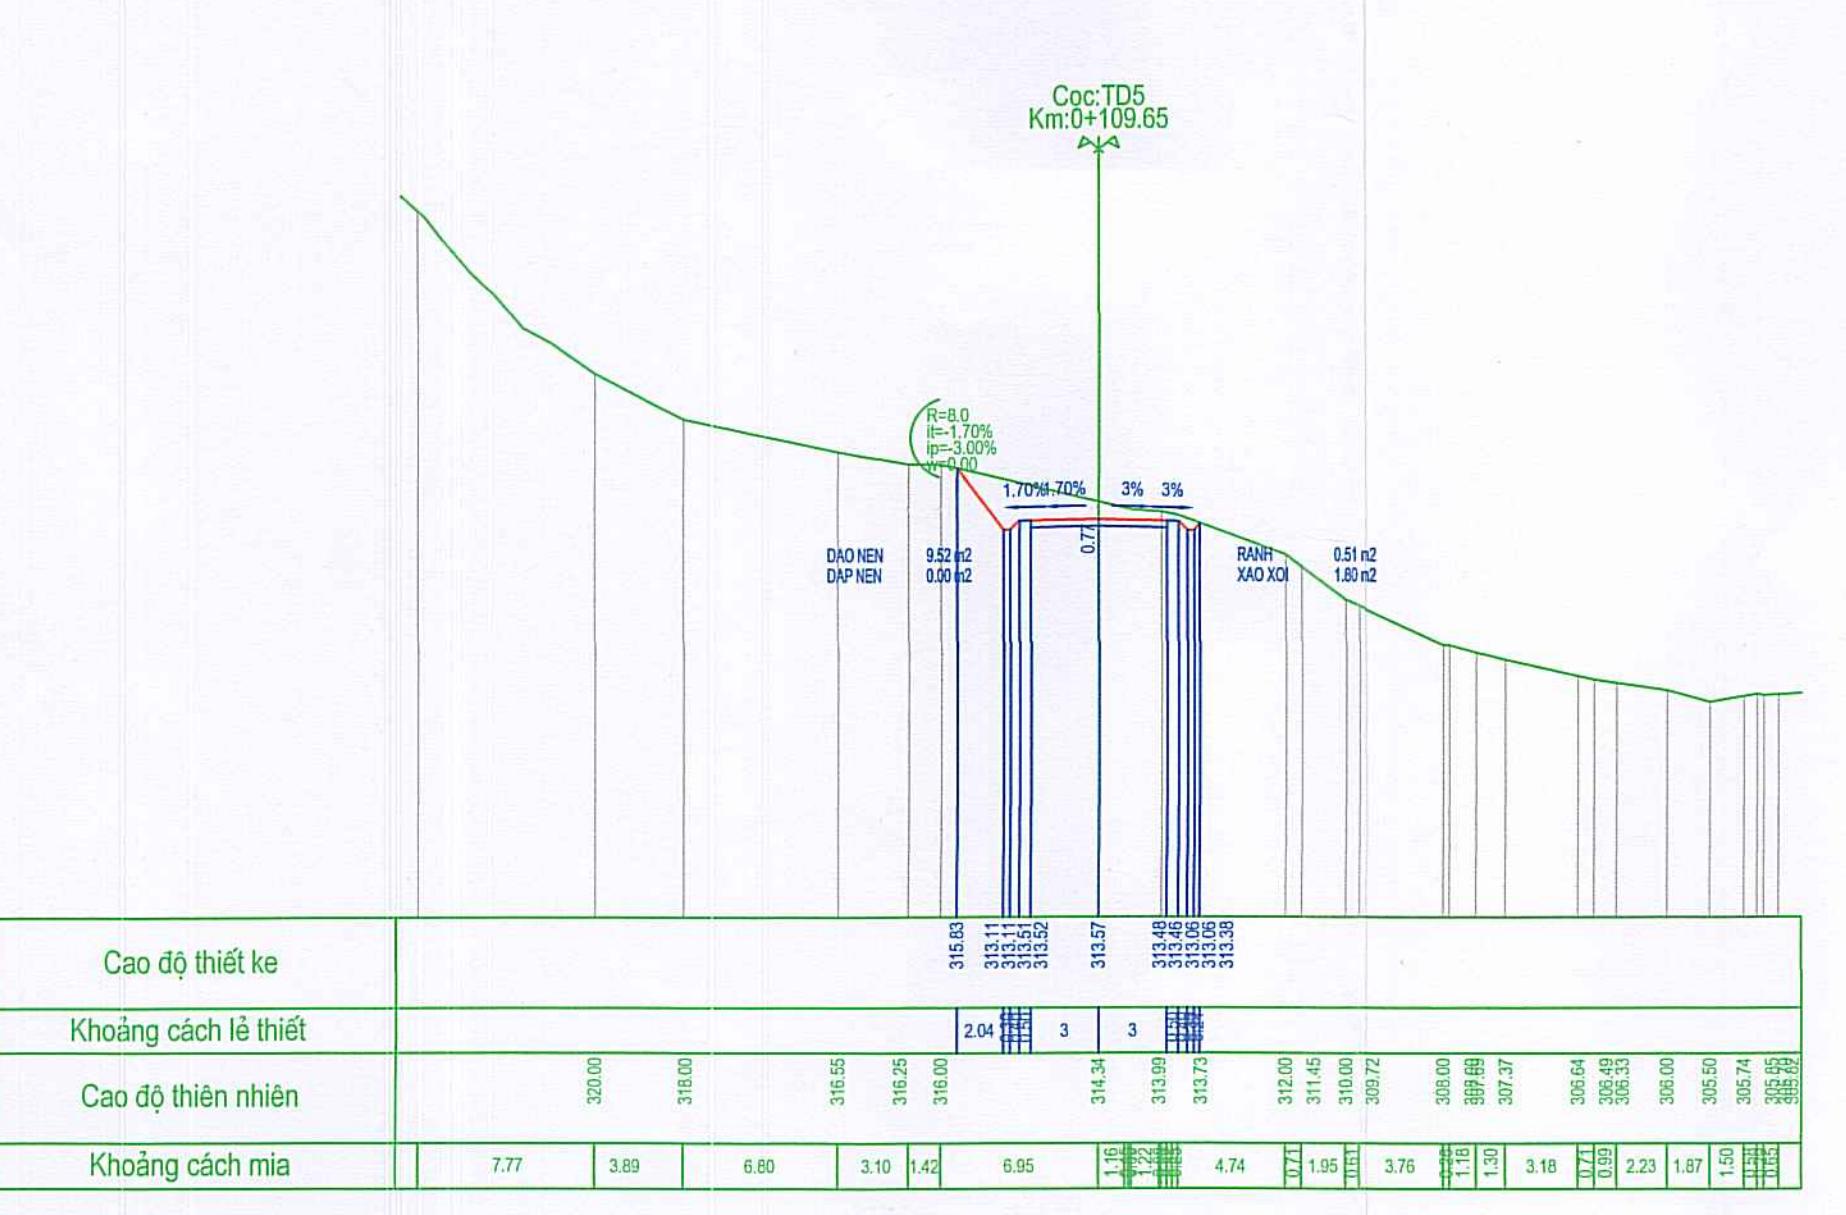 Coc:TD5
Km:0+109.65
R=8.0
it=-1.70%
ip=-3.00%
w=0.00
1.70% 1.70% 3% 3%
0.77
DAO NEN 9.52 m2
DAP NEN 0.00 m2
RANH 0.51 m2
XAO XOI 1.80 m2
Cao độ thiết ke 315.83 313.11 313.11 313.51 313.52 313.57 313.48 313.46 313.06 313.06 313.38
Khoảng cách lẻ thiết 2.04 3 3
Cao độ thiên nhiên 320.00 318.00 316.55 316.25 316.00 314.34 313.99 313.73 312.00 311.45 310.00 309.72 308.00 307.37 306.64 306.49 306.33 306.00 305.50 305.74
Khoảng cách mia 7.77 3.89 6.80 3.10 1.42 6.95 1.16 1.22 4.74 0.71 1.95 0.61 3.76 1.18 1.30 3.18 0.71 0.99 2.23 1.87 1.50 0.65